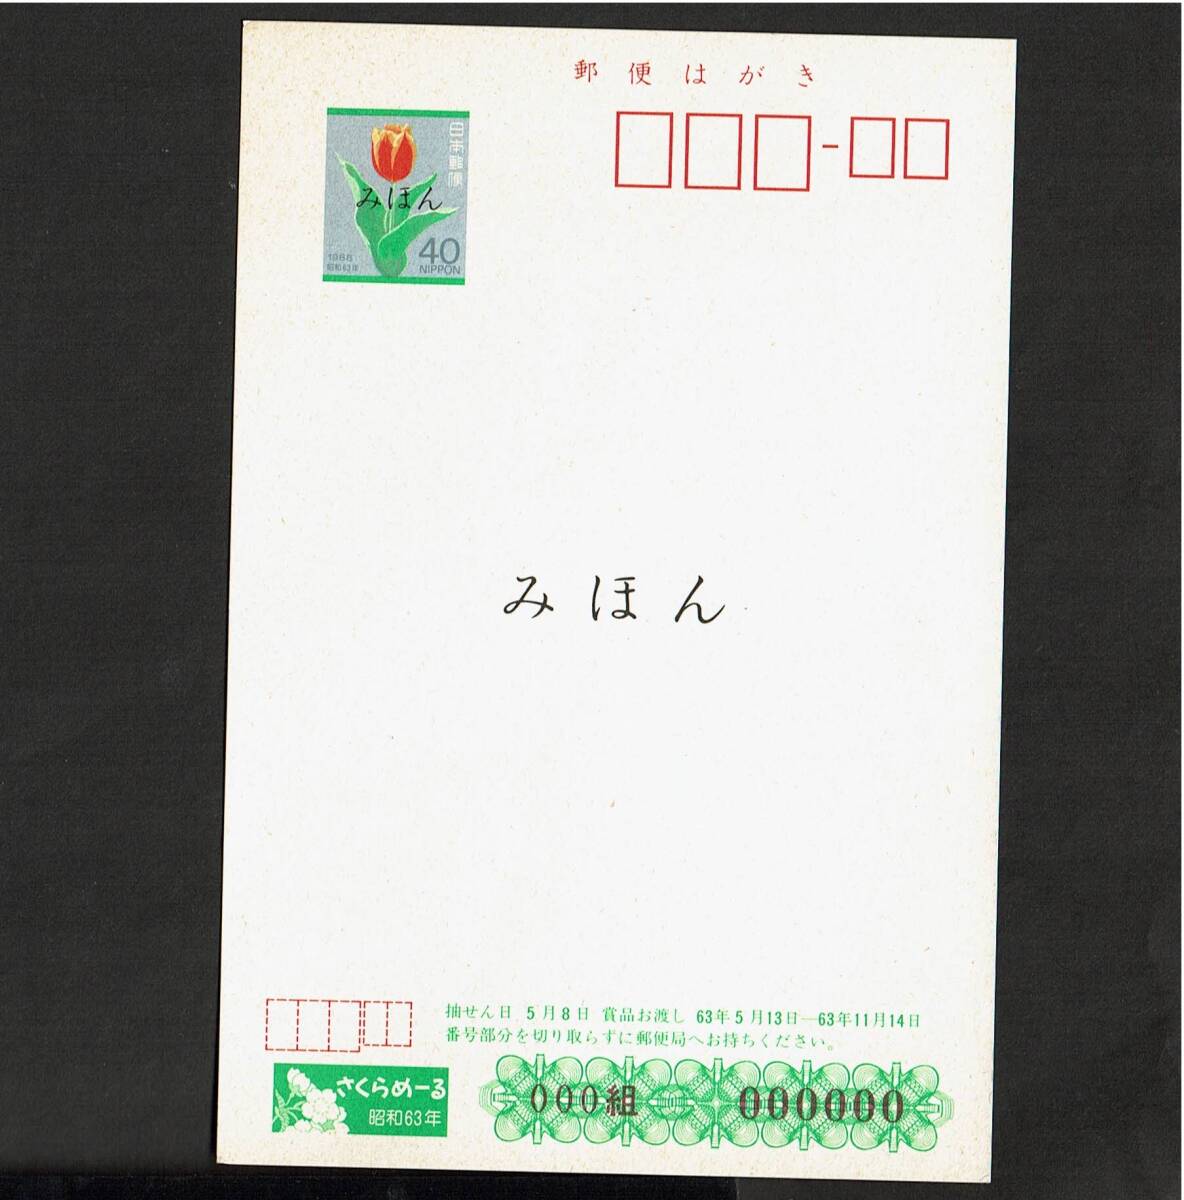 郵便はがき
日本郵便
みほん
1988
昭和63年
40
NIPPON
みほん
抽せん日 5月8日 賞品お渡し 63年5月13日―63年11月14日
番号部分を切り取らずに郵便局へお持ちください。
さくらめーる
昭和63年
000組 000000